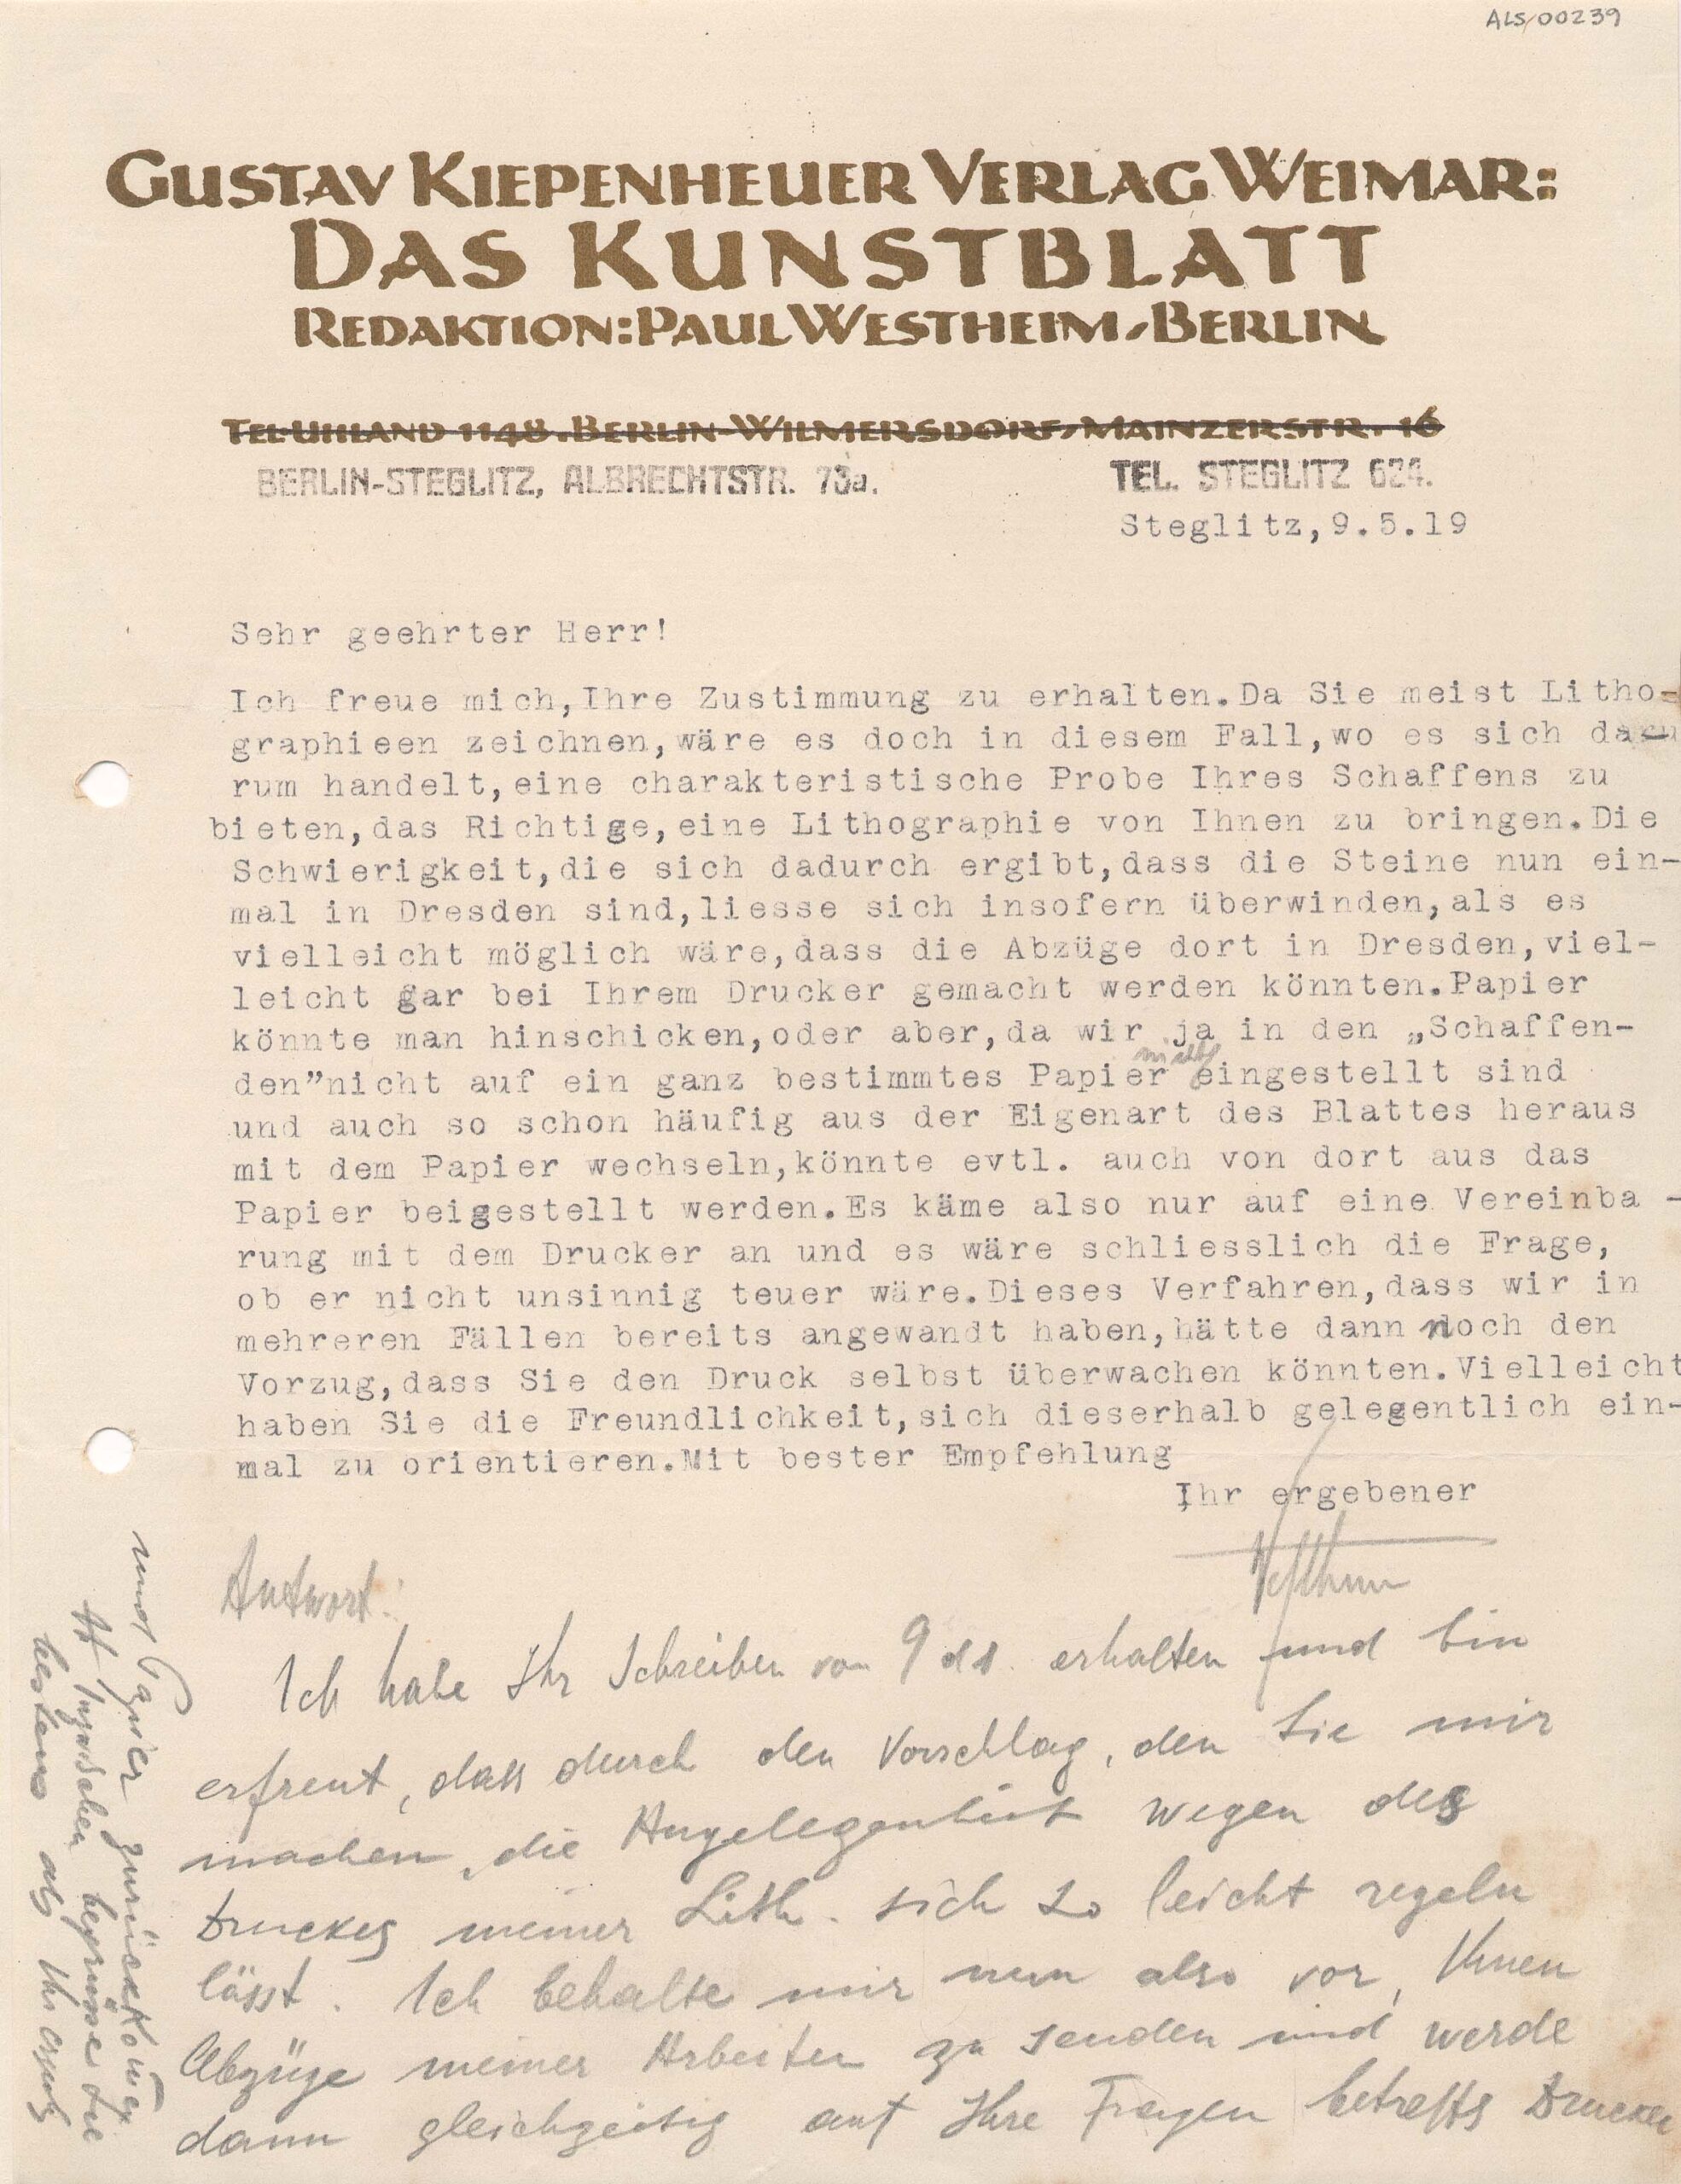 ALS/00239
GUSTAV KIEPENHEUER VERLAG WEIMAR:
DAS KUNSTBLATT
REDAKTION: PAUL WESTHEIM, BERLIN
TEL UHLAND 1148. BERLIN-WILMERSDORF, MAINZERSTR. 16
BERLIN-STEGLITZ, ALBRECHTSTR. 73a.
TEL. STEGLITZ 624.
Steglitz,9.5.19
Sehr geehrter Herr!
Ich freue mich,Ihre Zustimmung zu erhalten.Da Sie meist Litho-
graphieen zeichnen,wäre es doch in diesem Fall,wo es sich da
rum handelt,eine charakteristische Probe Ihres Schaffens zu
bieten,das Richtige,eine Lithographie von Ihnen zu bringen.Die
Schwierigkeit,die sich dadurch ergibt,dass die Steine nun ein-
mal in Dresden sind,liesse sich insofern überwinden,als es
vielleicht möglich wäre,dass die Abzüge dort in Dresden,viel-
leicht gar bei Ihrem Drucker gemacht werden könnten.Papier
könnte man hinschicken,oder aber,da wir ja in den „Schaffen-
den”nicht auf ein ganz bestimmtes Papier eingestellt sind
und auch so schon häufig aus der Eigenart des Blattes heraus
mit dem Papier wechseln,könnte evtl. auch von dort aus das
Papier beigestellt werden.Es käme also nur auf eine Vereinba -
rung mit dem Drucker an und es wäre schliesslich die Frage,
ob er nicht unsinnig teuer wäre.Dieses Verfahren,dass wir in
mehreren Fällen bereits angewandt haben,hätte dann noch den
Vorzug,dass Sie den Druck selbst überwachen könnten.Vielleicht
haben Sie die Freundlichkeit,sich dieserhalb gelegentlich ein-
mal zu orientieren.Mit bester Empfehlung
Ihr ergebener
Westheim
Antwort:
Ich habe Ihr Schreiben von 9 ds. erhalten und bin
erfreut, dass durch den Vorschlag, den Sie mir
machen, die Angelegenheit wegen des
Druckes meiner Lith. sich so leicht regeln
lässt. Ich behalte mir nun also vor, Ihnen
Abzüge meiner Arbeiten zu senden und werde
dann gleichzeitig auf Ihre Fragen betreffs Drucker
und Papier zurückkomen
Inzwischen begrüsse Sie
bestens als Ihr